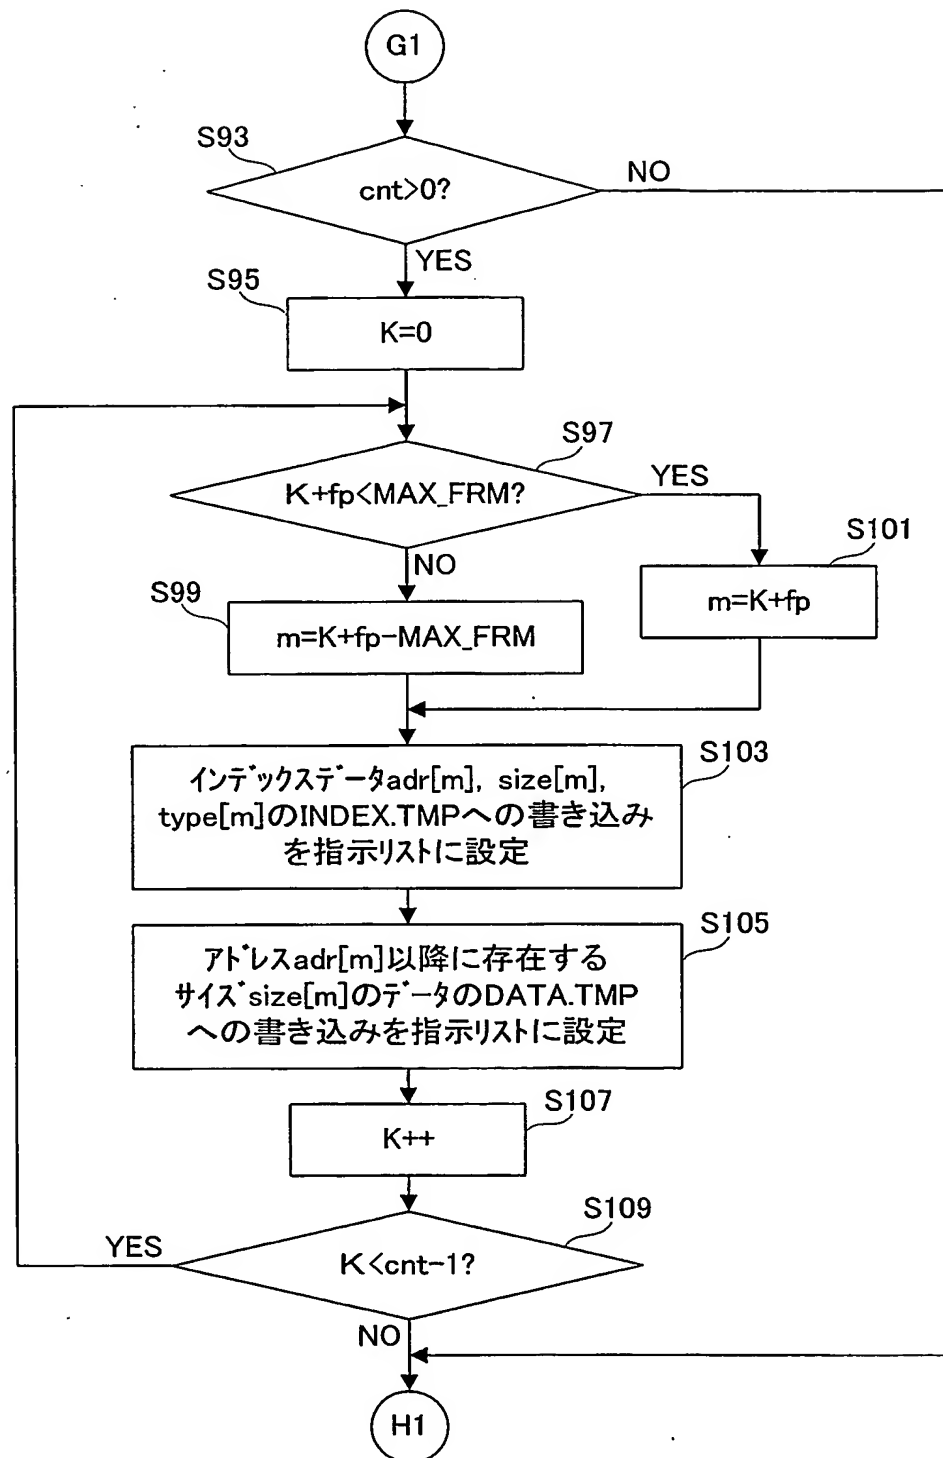 G1
S93
cnt>0?
NO
YES
S95
K=0
S97
K+fp<MAX_FRM?
YES
S101
NO
m=K+fp
S99
m=K+fp-MAX_FRM
S103
インデックスデータadr[m], size[m],
type[m]のINDEX.TMPへの書き込み
を指示リストに設定
S105
アドレスadr[m]以降に存在する
サイズsize[m]のデータのDATA.TMP
への書き込みを指示リストに設定
S107
K++
S109
YES
K<cnt-1?
NO
H1